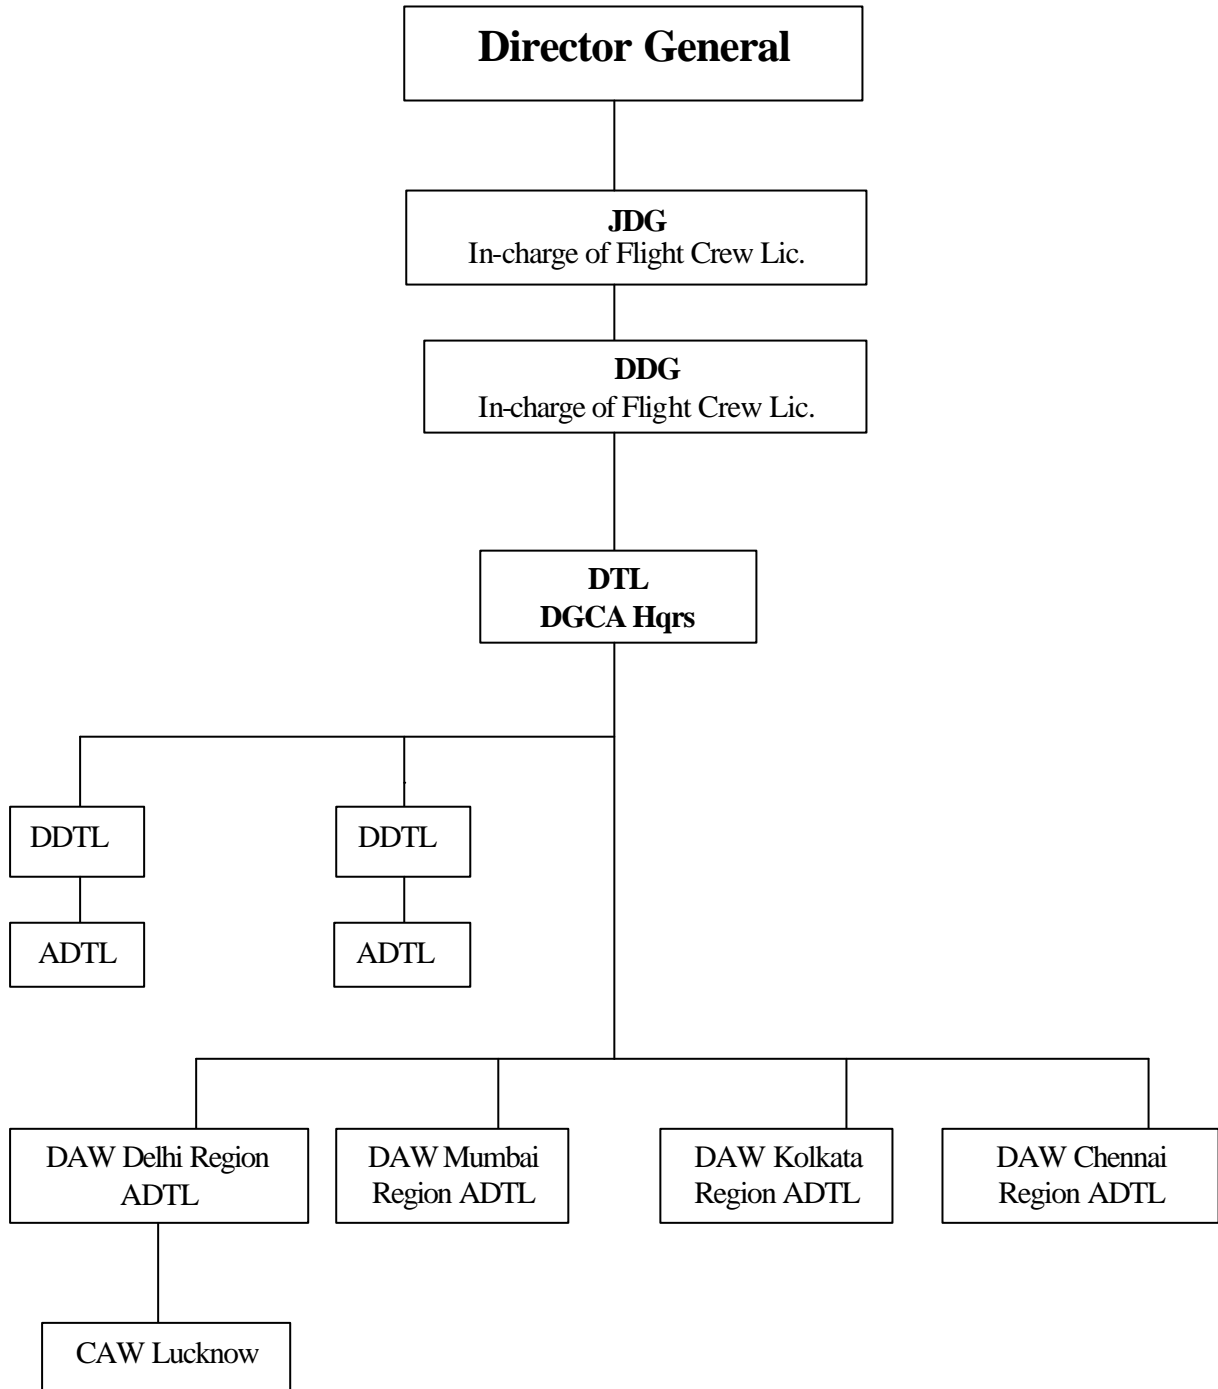 Director General
JDG
In-charge of Flight Crew Lic.
DDG
In-charge of Flight Crew Lic.
DTL
DGCA Hqrs
DDTL
DDTL
ADTL
ADTL
DAW Delhi Region
ADTL
DAW Mumbai
Region ADTL
DAW Kolkata
Region ADTL
DAW Chennai
Region ADTL
CAW Lucknow